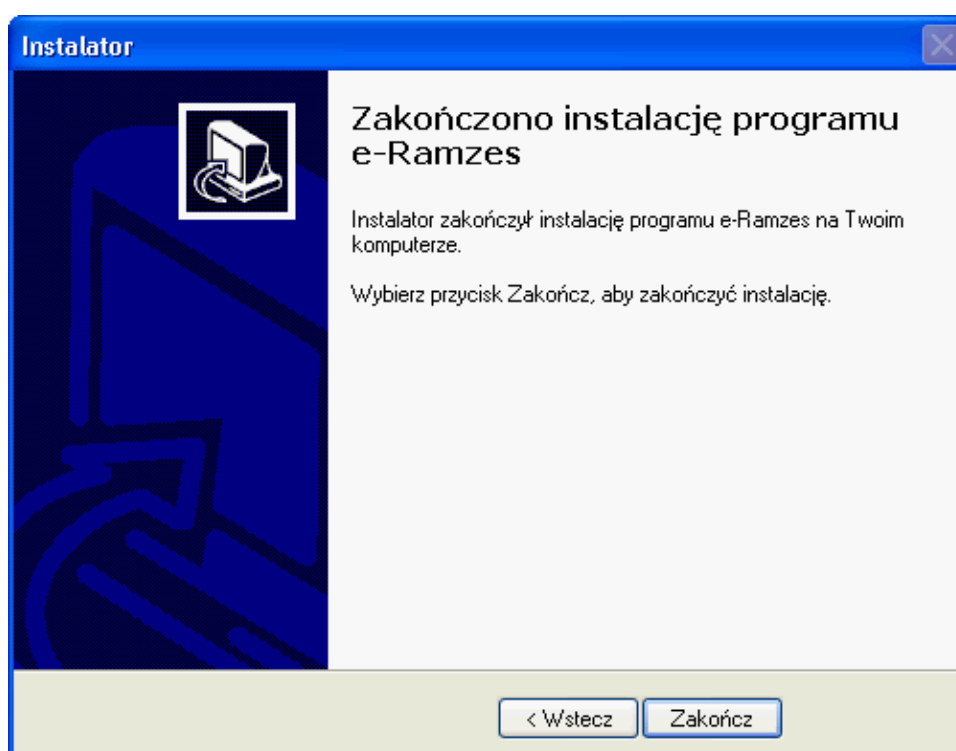 Instalator
Zakończono instalację programu
e-Ramzes
Instalator zakończył instalację programu e-Ramzes na Twoim
komputerze.
Wybierz przycisk Zakończ, aby zakończyć instalację.
< Wstecz
Zakończ